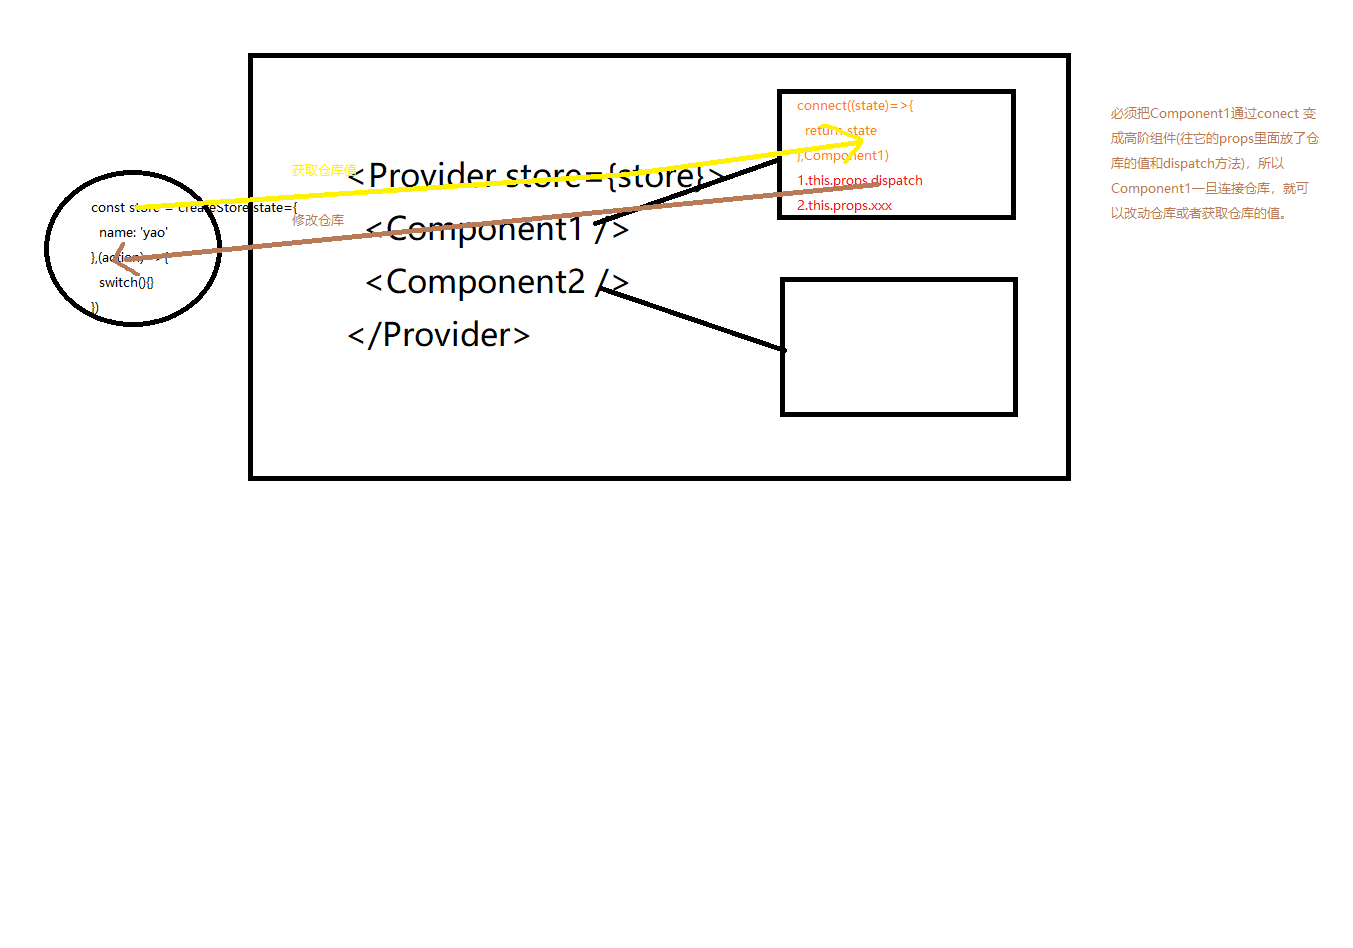 const store = createStore(state={
name: 'yao'
},(action)=>{
switch(){}
})
获取仓库值
修改仓库
<Provider store={store}>
<Component1 />
<Component2 />
</Provider>
connect((state)=>{
return state
},Component1)
1.this.props.dispatch
2.this.props.xxx
必须把Component1通过conect 变
成高阶组件(往它的props里面放了仓
库的值和dispatch方法)，所以
Component1一旦连接仓库，就可
以改动仓库或者获取仓库的值。